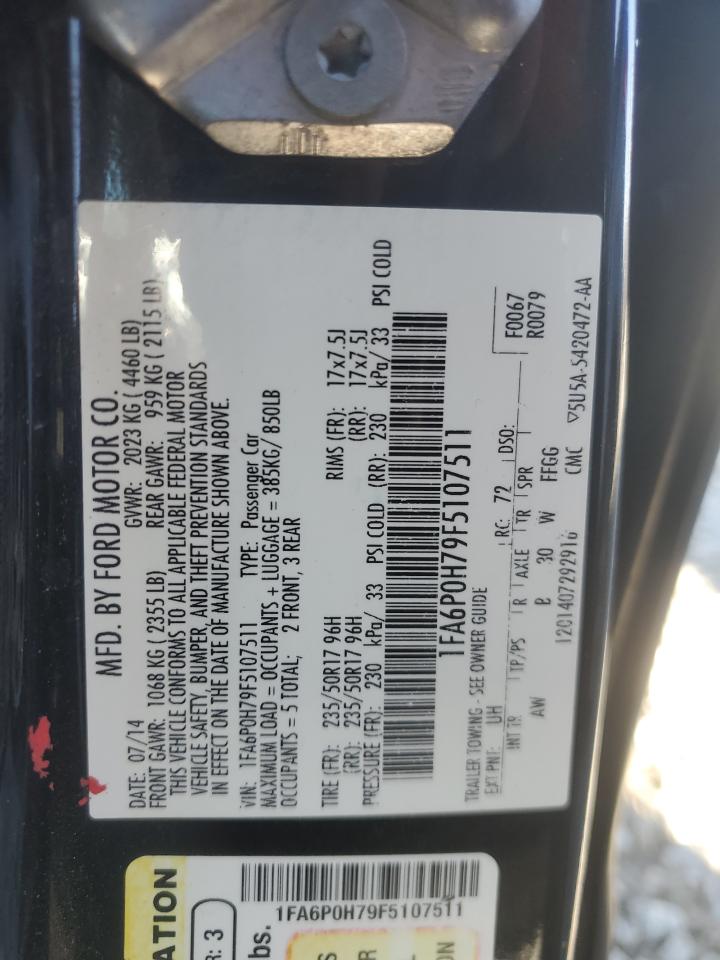 MFD. BY FORD MOTOR CO.
DATE: 07/14 GVWR: 2023 KG ( 4460 LB)
FRONT GAWR: 1068 KG ( 2355 LB) REAR GAWR: 959 KG ( 2115 LB)
THIS VEHICLE CONFORMS TO ALL APPLICABLE FEDERAL MOTOR
VEHICLE SAFETY, BUMPER, AND THEFT PREVENTION STANDARDS
IN EFFECT ON THE DATE OF MANUFACTURE SHOWN ABOVE.
VIN: 1FA6P0H79F5107511 TYPE: Passenger Car
MAXIMUM LOAD = OCCUPANTS + LUGGAGE = 385KG/ 850LB
OCCUPANTS = 5 TOTAL; 2 FRONT, 3 REAR
TIRE (FR): 235/50R17 96H RIMS (FR): 17x7.5J
(RR): 235/50R17 96H (RR): 17x7.5J
PRESSURE (FR): 230 kPa/ 33 PSI COLD (RR): 230 kPa/ 33 PSI COLD
1FA6P0H79F5107511
TRAILER TOWING - SEE OWNER GUIDE
EXT PNT: UH RC: 72 DSO: F0067
R0079
INT TR TP/PS R AXLE TR SPR
AW B 30 W FFGG
1201407292916 CMC ▽5U5A-5420472-AA
1FA6P0H79F5107511
ATION
R: 3
lbs.